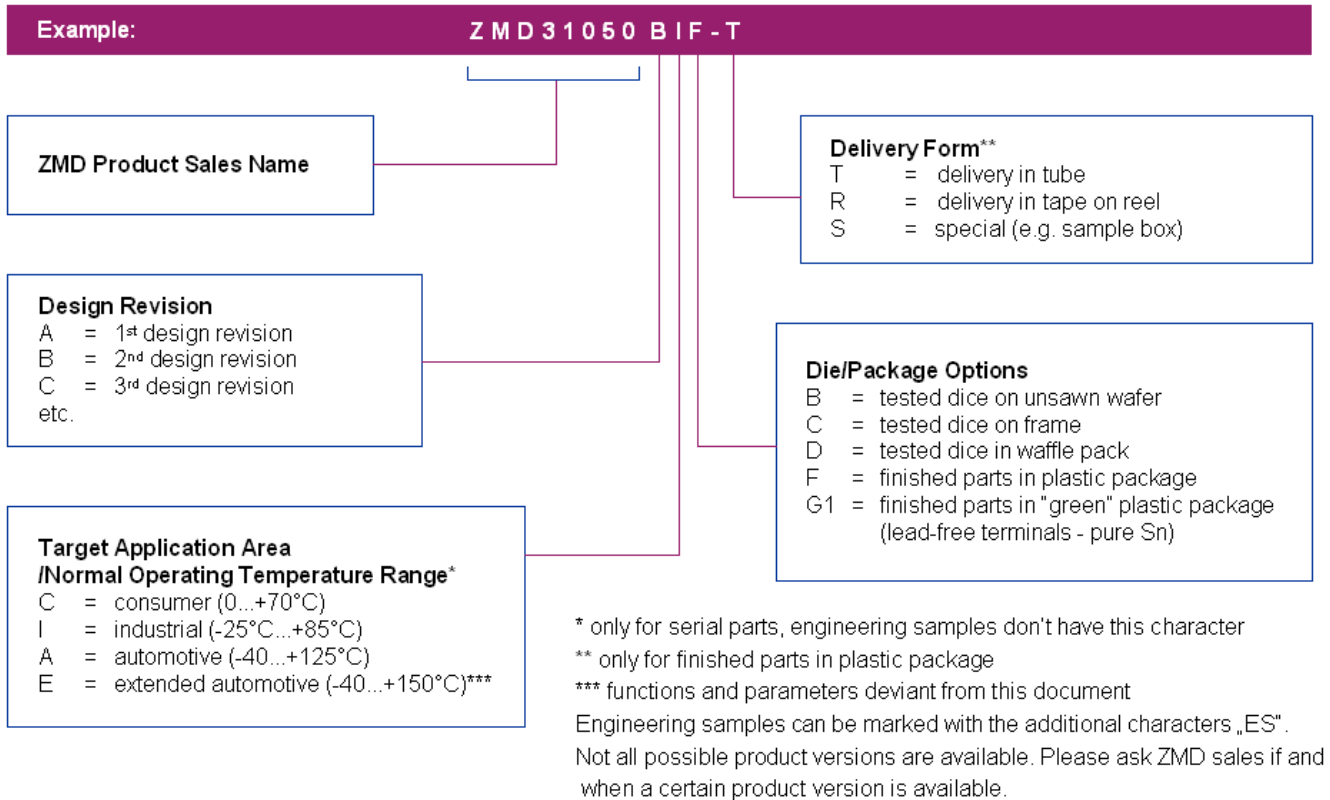 Example: ZMD31050BIF-T
ZMD Product Sales Name
Design Revision
A = 1st design revision
B = 2nd design revision
C = 3rd design revision
etc.
Target Application Area
/Normal Operating Temperature Range*
C = consumer (0...+70°C)
I = industrial (-25°C...+85°C)
A = automotive (-40...+125°C)
E = extended automotive (-40...+150°C)***
Delivery Form**
T = delivery in tube
R = delivery in tape on reel
S = special (e.g. sample box)
Die/Package Options
B = tested dice on unsawn wafer
C = tested dice on frame
D = tested dice in waffle pack
F = finished parts in plastic package
G1 = finished parts in "green" plastic package
(lead-free terminals - pure Sn)
* only for serial parts, engineering samples don't have this character
** only for finished parts in plastic package
*** functions and parameters deviant from this document
Engineering samples can be marked with the additional characters „ES".
Not all possible product versions are available. Please ask ZMD sales if and
when a certain product version is available.